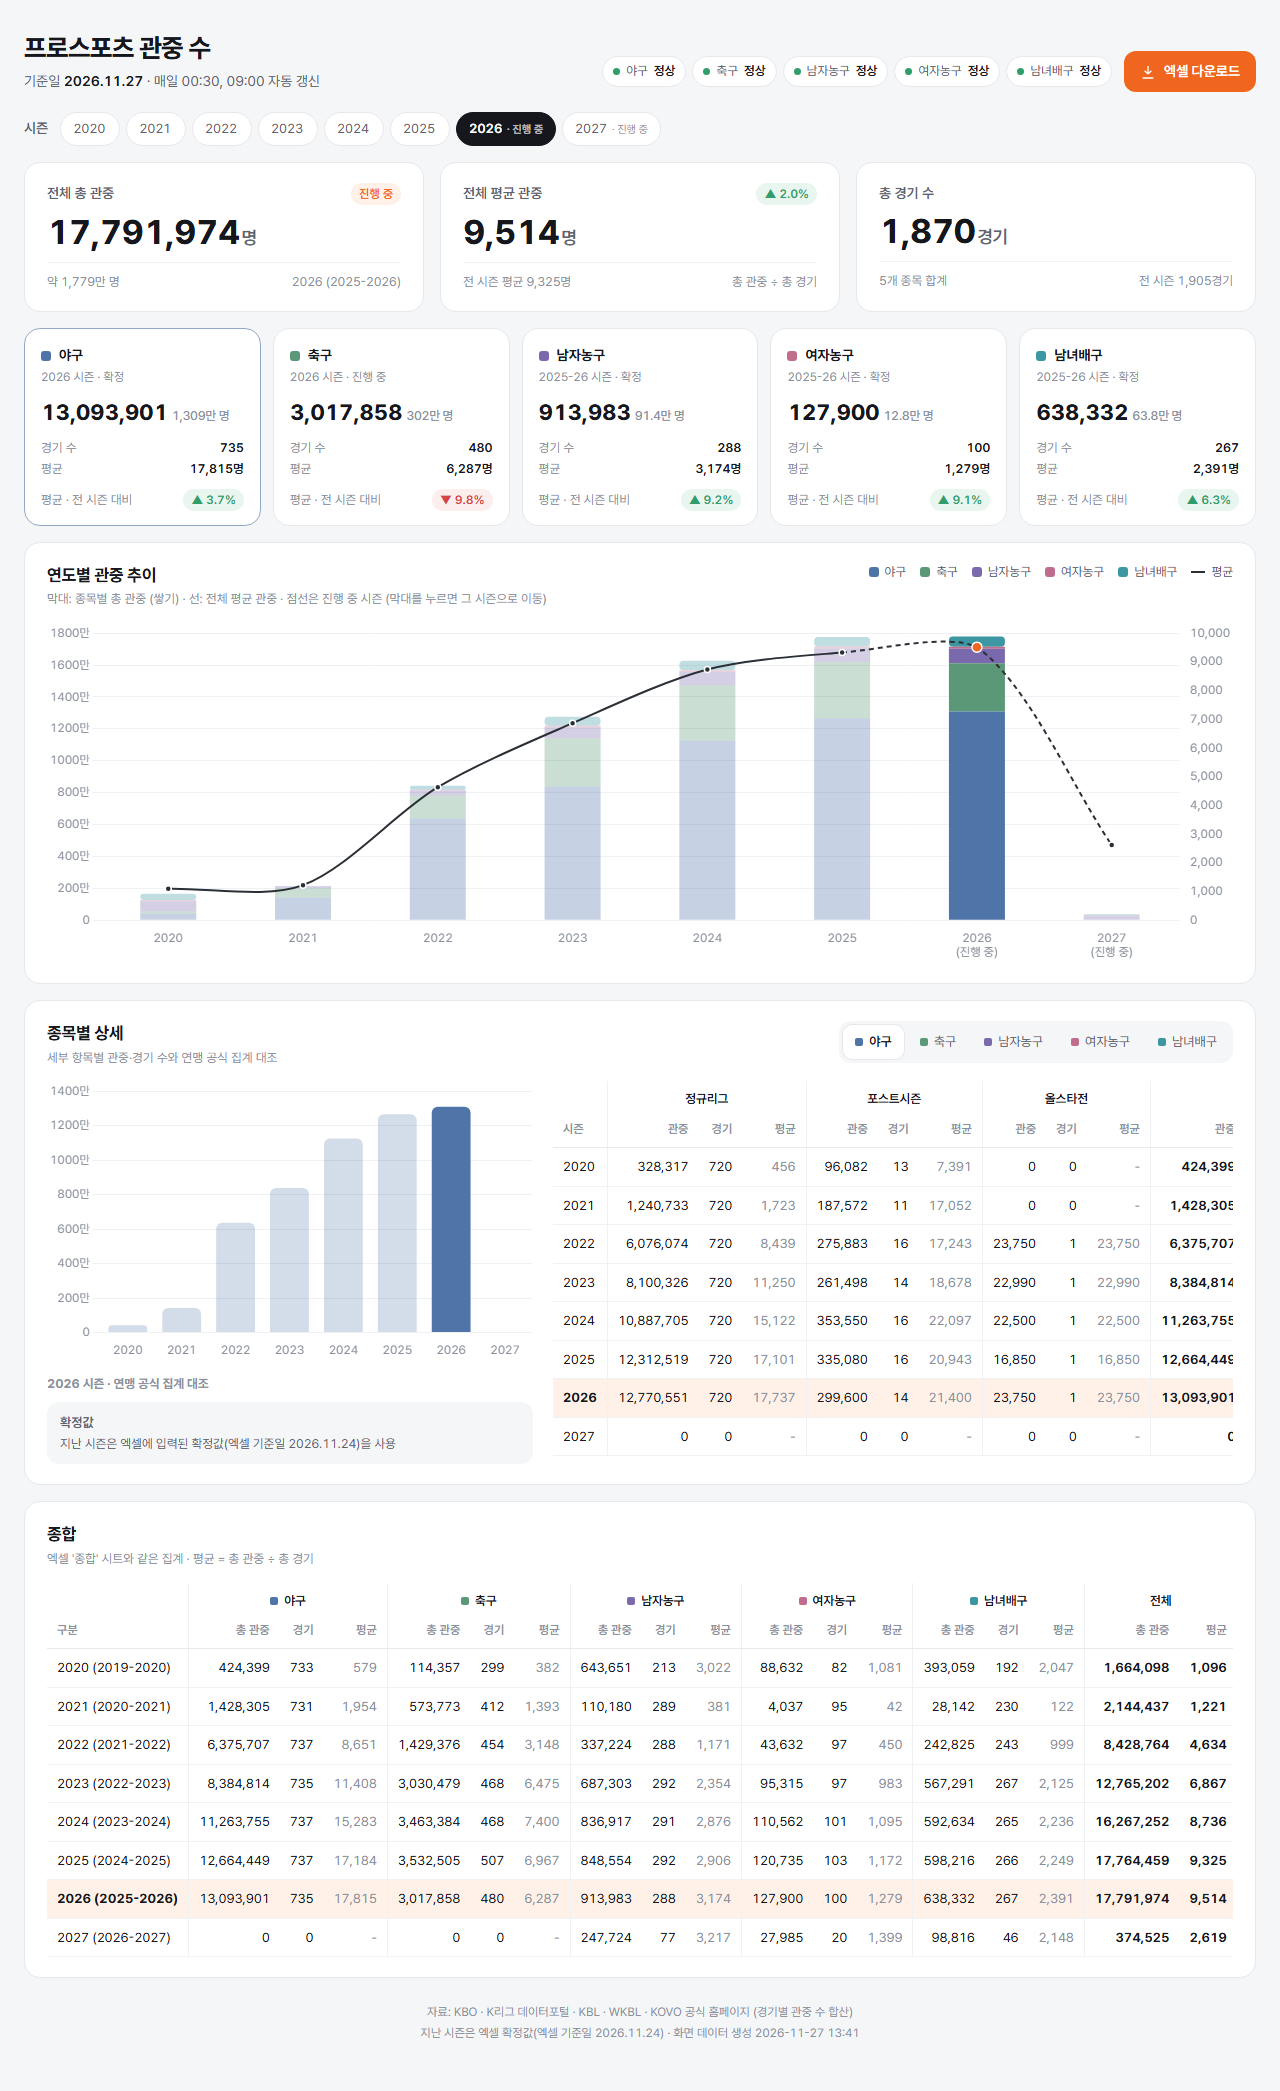 프로스포츠 관중 수
기준일 2026.11.27 · 매일 00:30, 09:00 자동 갱신
야구 정상 축구 정상 남자농구 정상 여자농구 정상 남녀배구 정상 엑셀 다운로드
시즌 2020 2021 2022 2023 2024 2025 2026 · 진행 중 2027 · 진행 중
전체 총 관중 진행 중
17,791,974명
약 1,779만 명 2026 (2025-2026)
전체 평균 관중 ▲ 2.0%
9,514명
전 시즌 평균 9,325명 총 관중 ÷ 총 경기
총 경기 수
1,870경기
5개 종목 합계 전 시즌 1,905경기
야구
2026 시즌 · 확정
13,093,901 1,309만 명
경기 수 735
평균 17,815명
평균 · 전 시즌 대비 ▲ 3.7%
축구
2026 시즌 · 진행 중
3,017,858 302만 명
경기 수 480
평균 6,287명
평균 · 전 시즌 대비 ▼ 9.8%
남자농구
2025-26 시즌 · 확정
913,983 91.4만 명
경기 수 288
평균 3,174명
평균 · 전 시즌 대비 ▲ 9.2%
여자농구
2025-26 시즌 · 확정
127,900 12.8만 명
경기 수 100
평균 1,279명
평균 · 전 시즌 대비 ▲ 9.1%
남녀배구
2025-26 시즌 · 확정
638,332 63.8만 명
경기 수 267
평균 2,391명
평균 · 전 시즌 대비 ▲ 6.3%
연도별 관중 추이
막대: 종목별 총 관중 (쌓기) · 선: 전체 평균 관중 · 점선은 진행 중 시즌 (막대를 누르면 그 시즌으로 이동)
야구 축구 남자농구 여자농구 남녀배구 평균
1800만 10,000
1600만 9,000
1400만 8,000
1200만 7,000
1000만 6,000
800만 5,000
600만 4,000
400만 3,000
200만 2,000
0 1,000
0
2020 2021 2022 2023 2024 2025 2026 2027
(진행 중) (진행 중)
종목별 상세
세부 항목별 관중·경기 수와 연맹 공식 집계 대조
야구 축구 남자농구 여자농구 남녀배구
1400만
1200만
1000만
800만
600만
400만
200만
0
2020 2021 2022 2023 2024 2025 2026 2027
2026 시즌 · 연맹 공식 집계 대조
확정값
지난 시즌은 엑셀에 입력된 확정값(엑셀 기준일 2026.11.24)을 사용
정규리그 포스트시즌 올스타전
시즌 관중 경기 평균 관중 경기 평균 관중 경기 평균 관중
2020 328,317 720 456 96,082 13 7,391 0 0 - 424,399
2021 1,240,733 720 1,723 187,572 11 17,052 0 0 - 1,428,305
2022 6,076,074 720 8,439 275,883 16 17,243 23,750 1 23,750 6,375,707
2023 8,100,326 720 11,250 261,498 14 18,678 22,990 1 22,990 8,384,814
2024 10,887,705 720 15,122 353,550 16 22,097 22,500 1 22,500 11,263,755
2025 12,312,519 720 17,101 335,080 16 20,943 16,850 1 16,850 12,664,449
2026 12,770,551 720 17,737 299,600 14 21,400 23,750 1 23,750 13,093,901
2027 0 0 - 0 0 - 0 0 - 0
종합
엑셀 '종합' 시트와 같은 집계 · 평균 = 총 관중 ÷ 총 경기
야구 축구 남자농구 여자농구 남녀배구 전체
구분 총 관중 경기 평균 총 관중 경기 평균 총 관중 경기 평균 총 관중 경기 평균 총 관중 경기 평균 총 관중 평균
2020 (2019-2020) 424,399 733 579 114,357 299 382 643,651 213 3,022 88,632 82 1,081 393,059 192 2,047 1,664,098 1,096
2021 (2020-2021) 1,428,305 731 1,954 573,773 412 1,393 110,180 289 381 4,037 95 42 28,142 230 122 2,144,437 1,221
2022 (2021-2022) 6,375,707 737 8,651 1,429,376 454 3,148 337,224 288 1,171 43,632 97 450 242,825 243 999 8,428,764 4,634
2023 (2022-2023) 8,384,814 735 11,408 3,030,479 468 6,475 687,303 292 2,354 95,315 97 983 567,291 267 2,125 12,765,202 6,867
2024 (2023-2024) 11,263,755 737 15,283 3,463,384 468 7,400 836,917 291 2,876 110,562 101 1,095 592,634 265 2,236 16,267,252 8,736
2025 (2024-2025) 12,664,449 737 17,184 3,532,505 507 6,967 848,554 292 2,906 120,735 103 1,172 598,216 266 2,249 17,764,459 9,325
2026 (2025-2026) 13,093,901 735 17,815 3,017,858 480 6,287 913,983 288 3,174 127,900 100 1,279 638,332 267 2,391 17,791,974 9,514
2027 (2026-2027) 0 0 - 0 0 - 247,724 77 3,217 27,985 20 1,399 98,816 46 2,148 374,525 2,619
자료: KBO · K리그 데이터포털 · KBL · WKBL · KOVO 공식 홈페이지 (경기별 관중 수 합산)
지난 시즌은 엑셀 확정값(엑셀 기준일 2026.11.24) · 화면 데이터 생성 2026-11-27 13:41